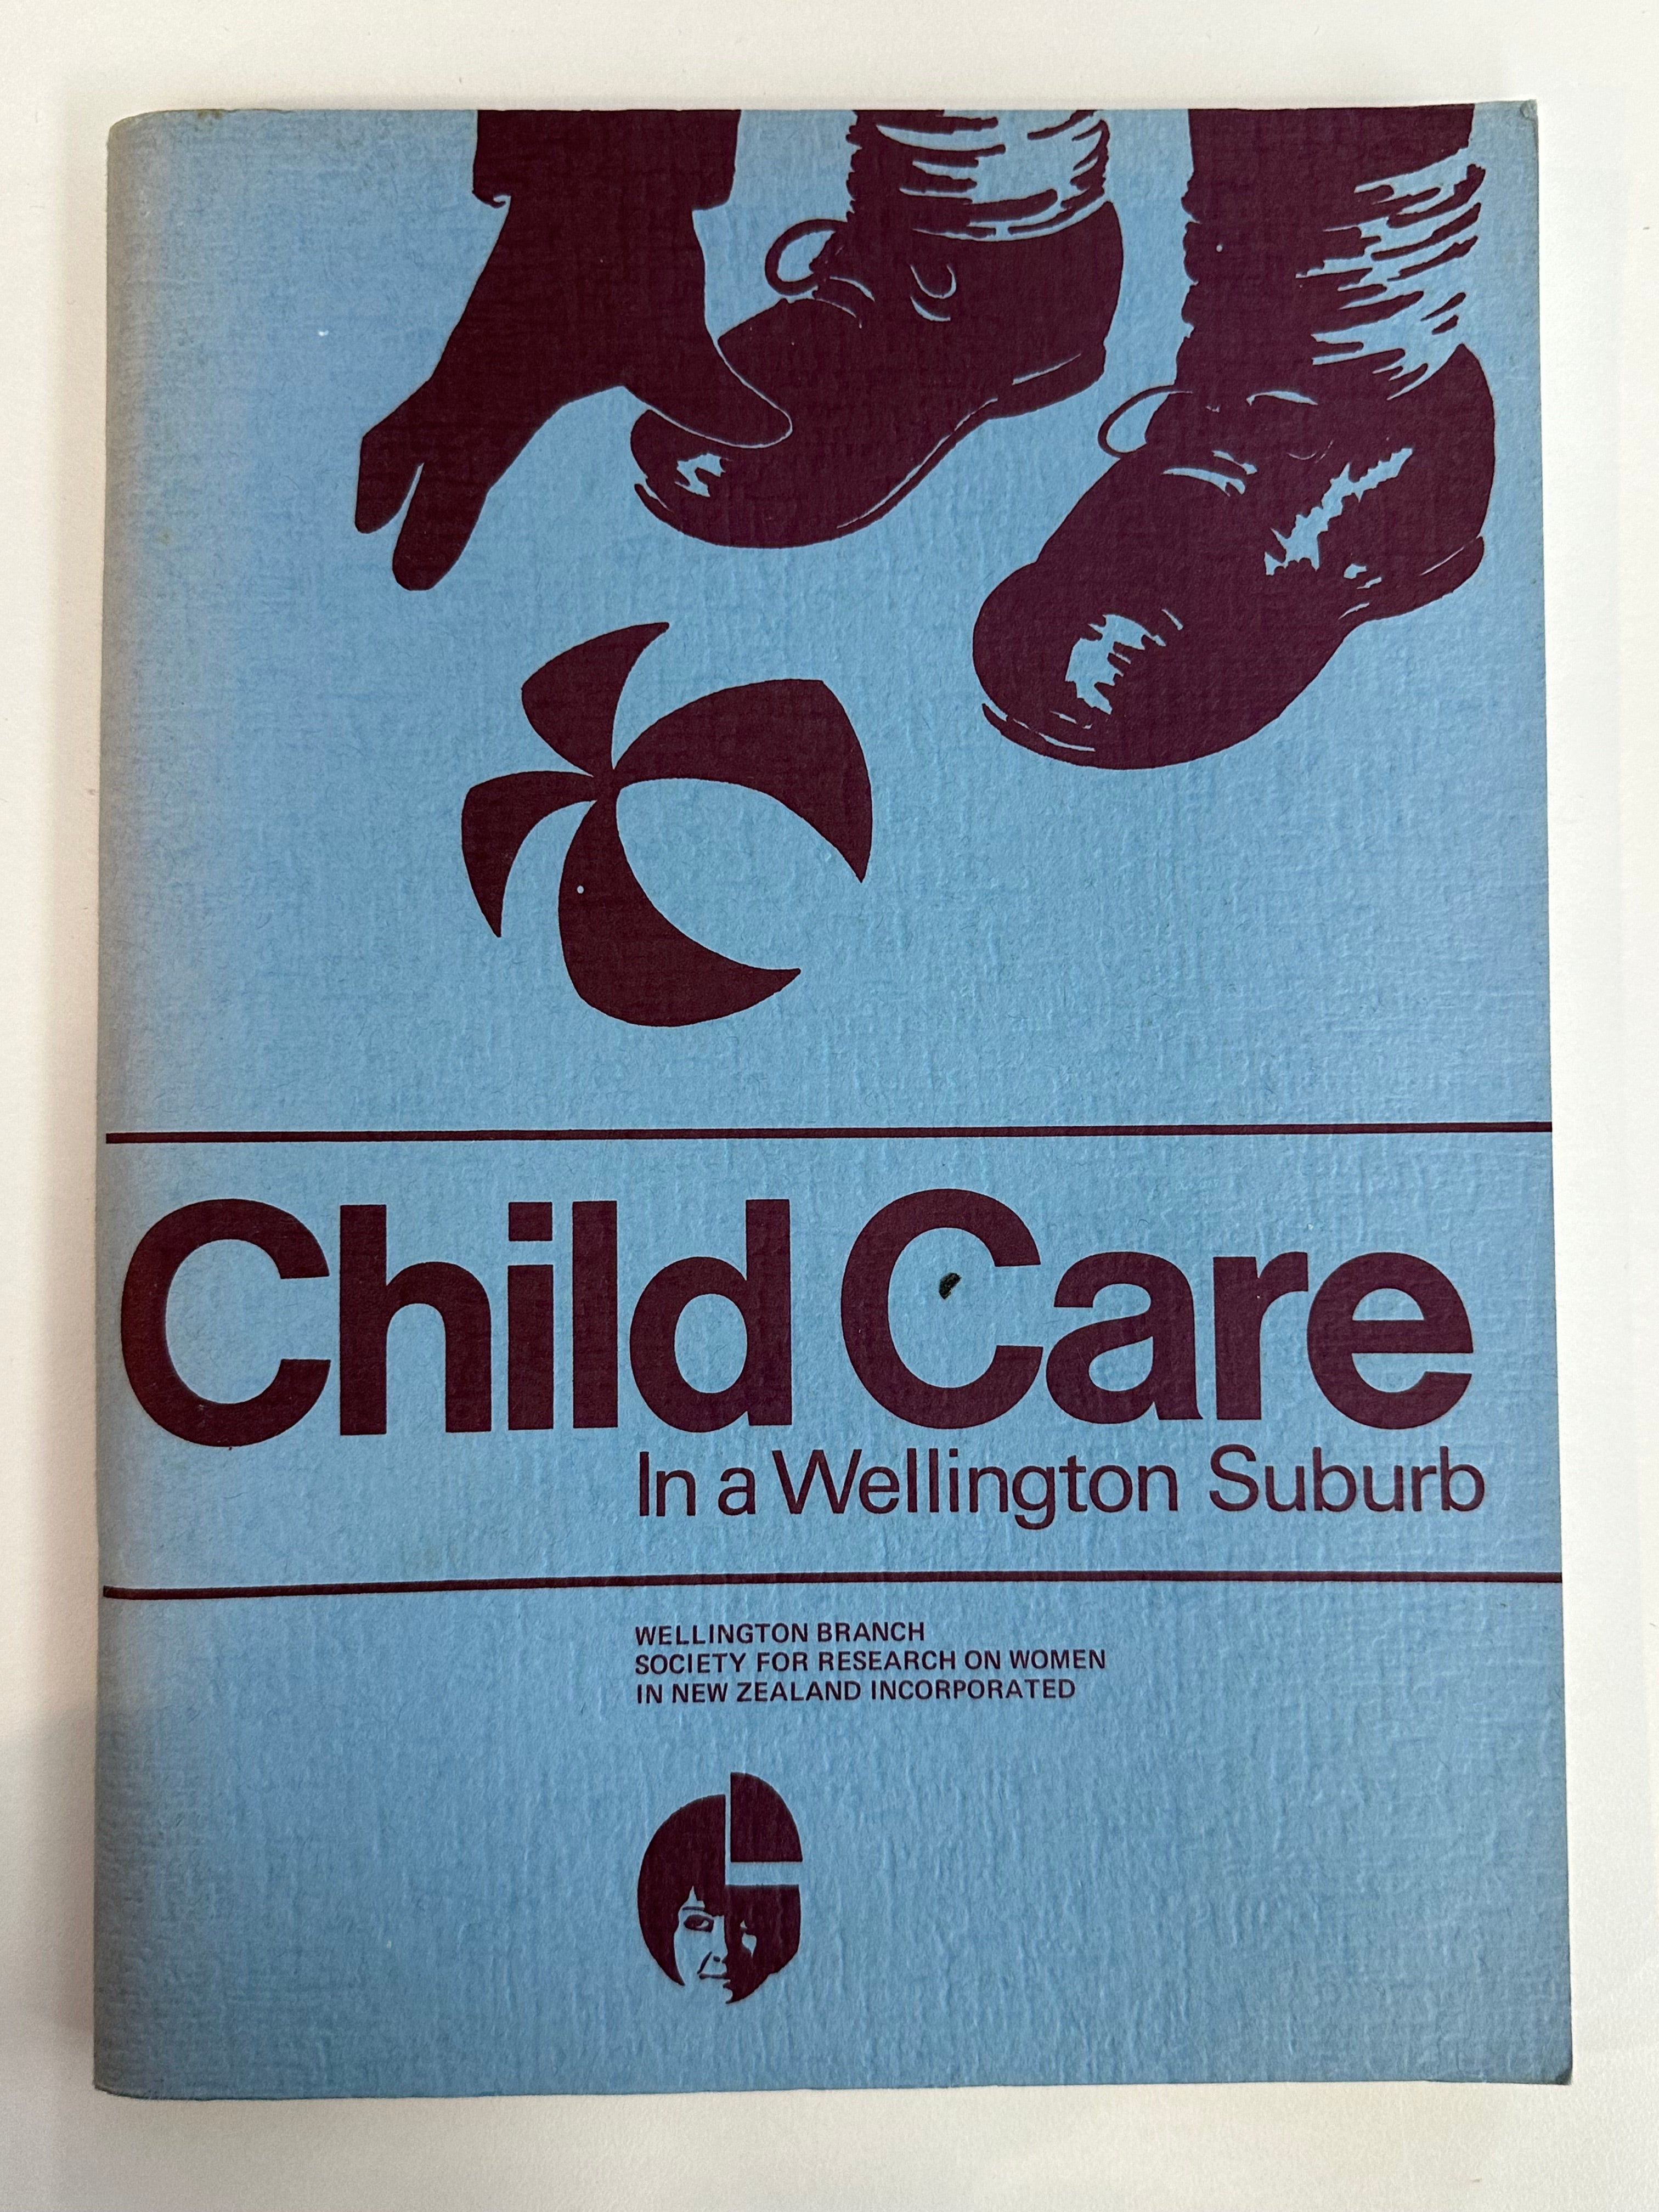 Child Care
In a Wellington Suburb
WELLINGTON BRANCH
SOCIETY FOR RESEARCH ON WOMEN
IN NEW ZEALAND INCORPORATED